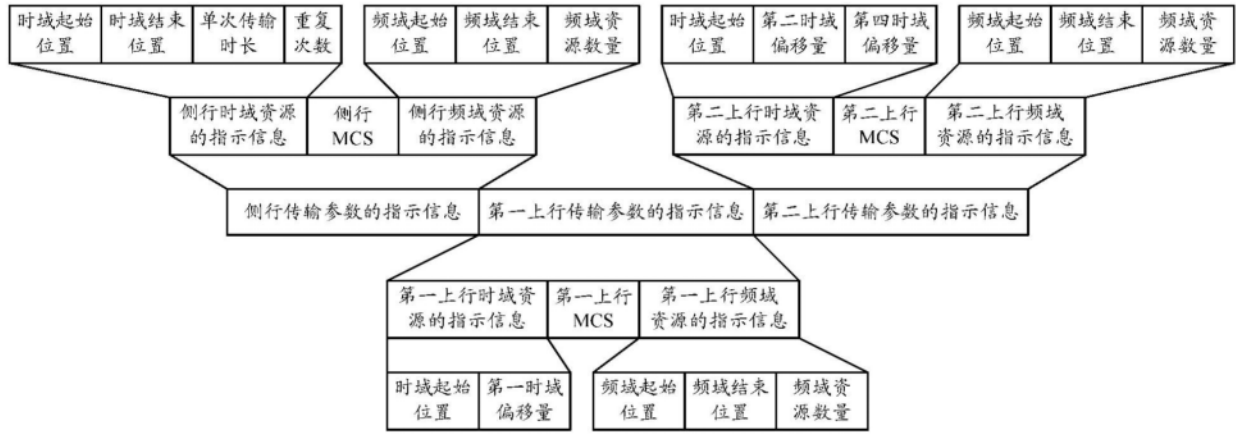 时域起始位置
时域结束位置
单次传输时长
重复次数
频域起始位置
频域结束位置
频域资源数量
时域起始位置
第二时域偏移量
第四时域偏移量
频域起始位置
频域结束位置
频域资源数量
侧行时域资源的指示信息
侧行MCS
侧行频域资源的指示信息
第二上行时域资源的指示信息
第二上行MCS
第二上行频域资源的指示信息
侧行传输参数的指示信息
第一上行传输参数的指示信息
第二上行传输参数的指示信息
第一上行时域资源的指示信息
第一上行MCS
第一上行频域资源的指示信息
时域起始位置
第一时域偏移量
频域起始位置
频域结束位置
频域资源数量